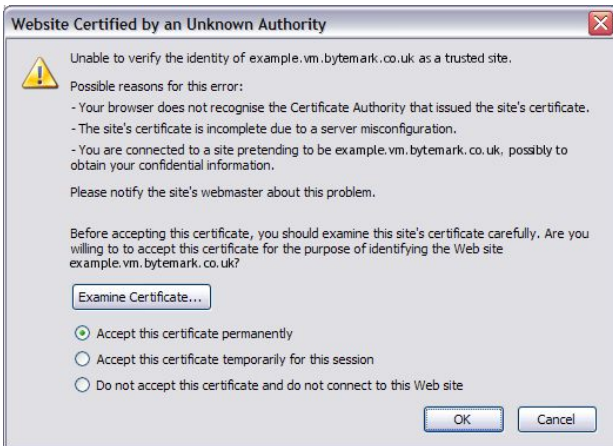 Website Certified by an Unknown Authority
Unable to verify the identity of example.vm.bytemark.co.uk as a trusted site.
Possible reasons for this error:
- Your browser does not recognise the Certificate Authority that issued the site's certificate.
- The site's certificate is incomplete due to a server misconfiguration.
- You are connected to a site pretending to be example.vm.bytemark.co.uk, possibly to
obtain your confidential information.
Please notify the site's webmaster about this problem.
Before accepting this certificate, you should examine this site's certificate carefully. Are you
willing to to accept this certificate for the purpose of identifying the Web site
example.vm.bytemark.co.uk?
Examine Certificate...
Accept this certificate permanently
Accept this certificate temporarily for this session
Do not accept this certificate and do not connect to this Web site
OK Cancel